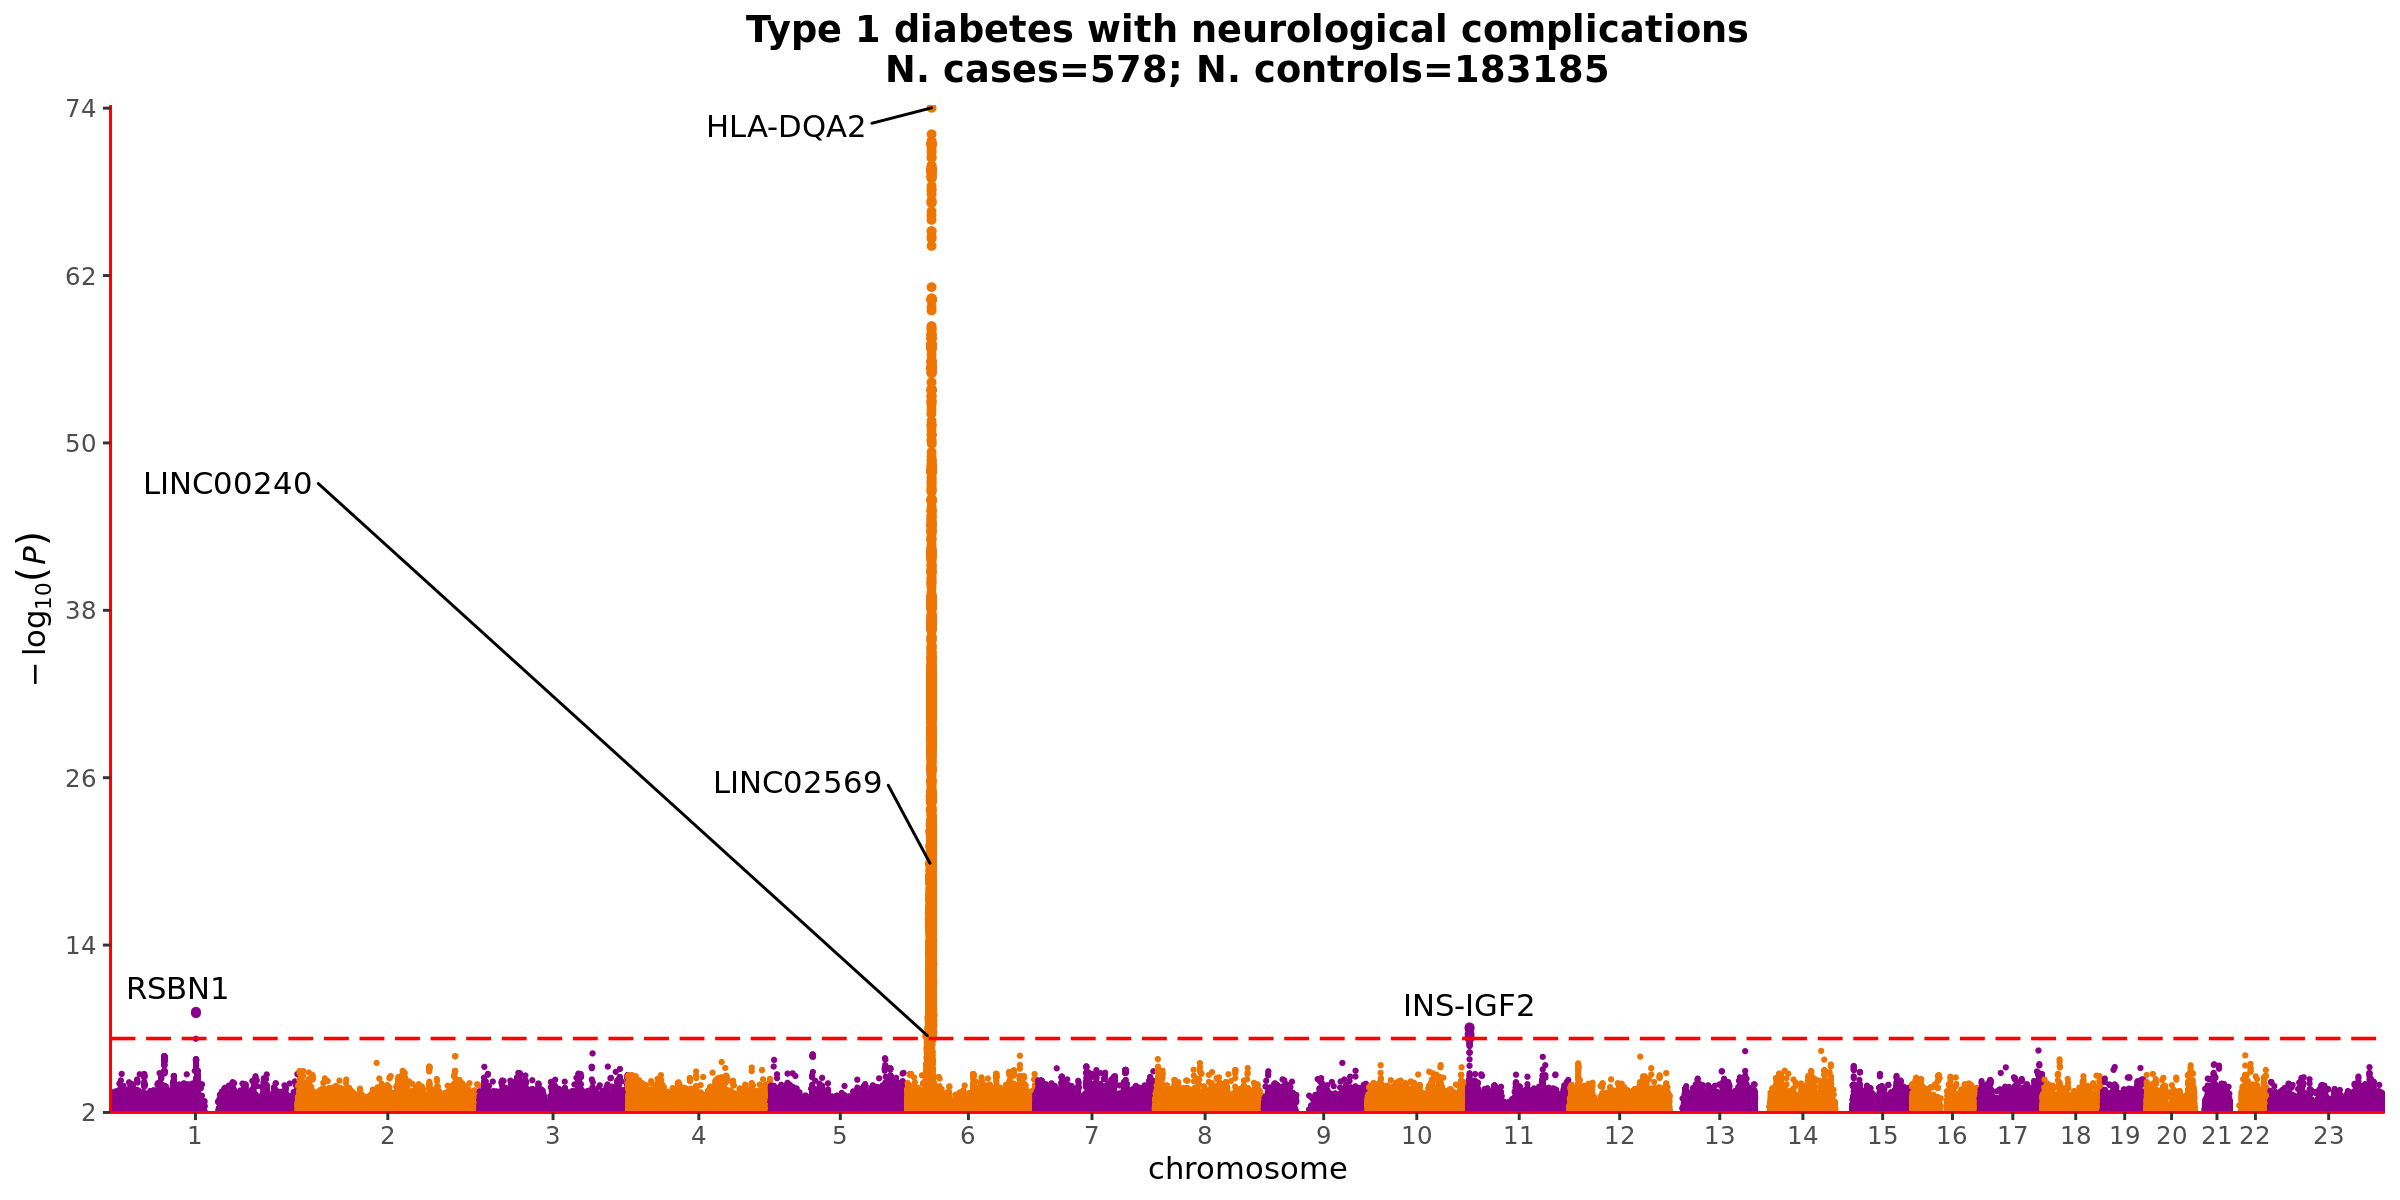 Type 1 diabetes with neurological complications
N. cases=578; N. controls=183185
74
HLA-DQA2
62
50
LINC00240
− log10(P)
38
LINC02569
26
14
RSBN1
INS-IGF2
2
1 2 3 4 5 6 7 8 9 10 11 12 13 14 15 16 17 18 19 20 21 22 23
chromosome